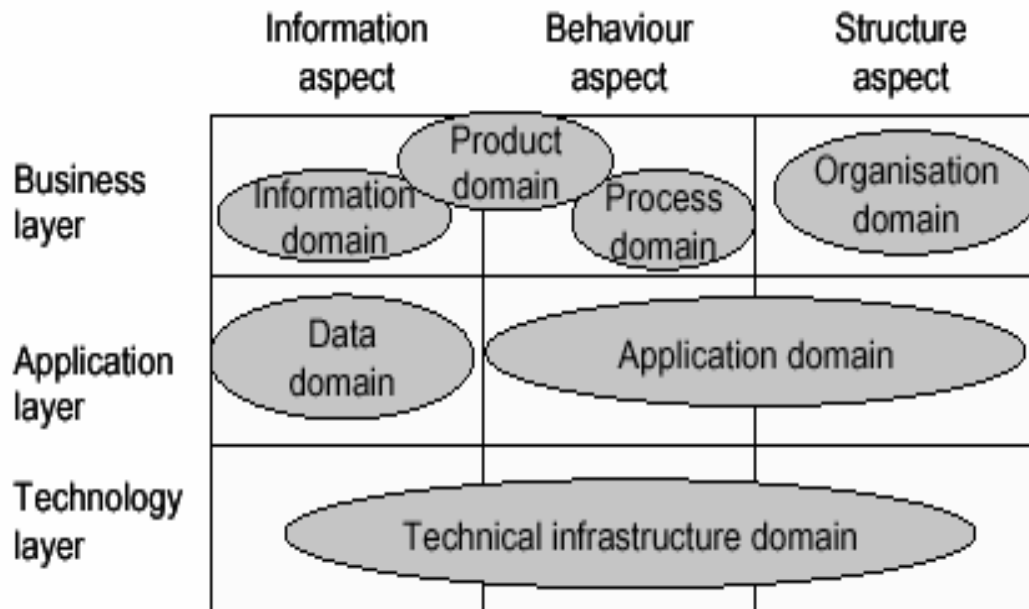 Information
aspect
Behaviour
aspect
Structure
aspect
Business
layer
Product
domain
Information
domain
Process
domain
Organisation
domain
Application
layer
Data
domain
Application domain
Technology
layer
Technical infrastructure domain